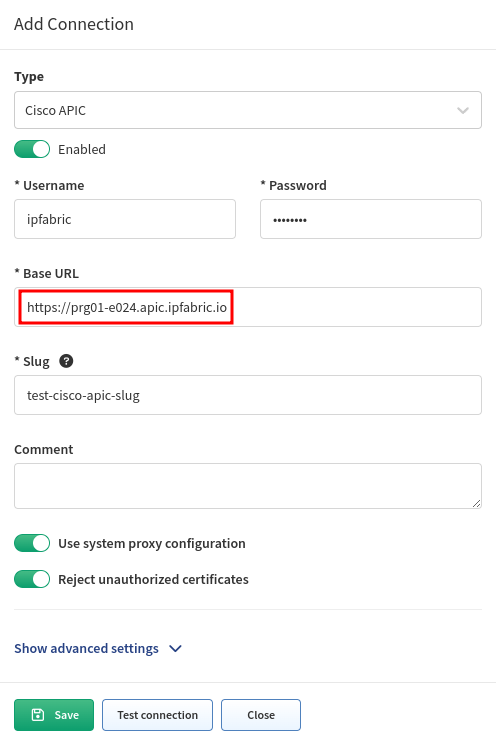 Add Connection
Type
Cisco APIC
Enabled
* Username
* Password
ipfabric
••••••••
* Base URL
https://prg01-e024.apic.ipfabric.io
* Slug ?
test-cisco-apic-slug
Comment
Use system proxy configuration
Reject unauthorized certificates
Show advanced settings
Save
Test connection
Close